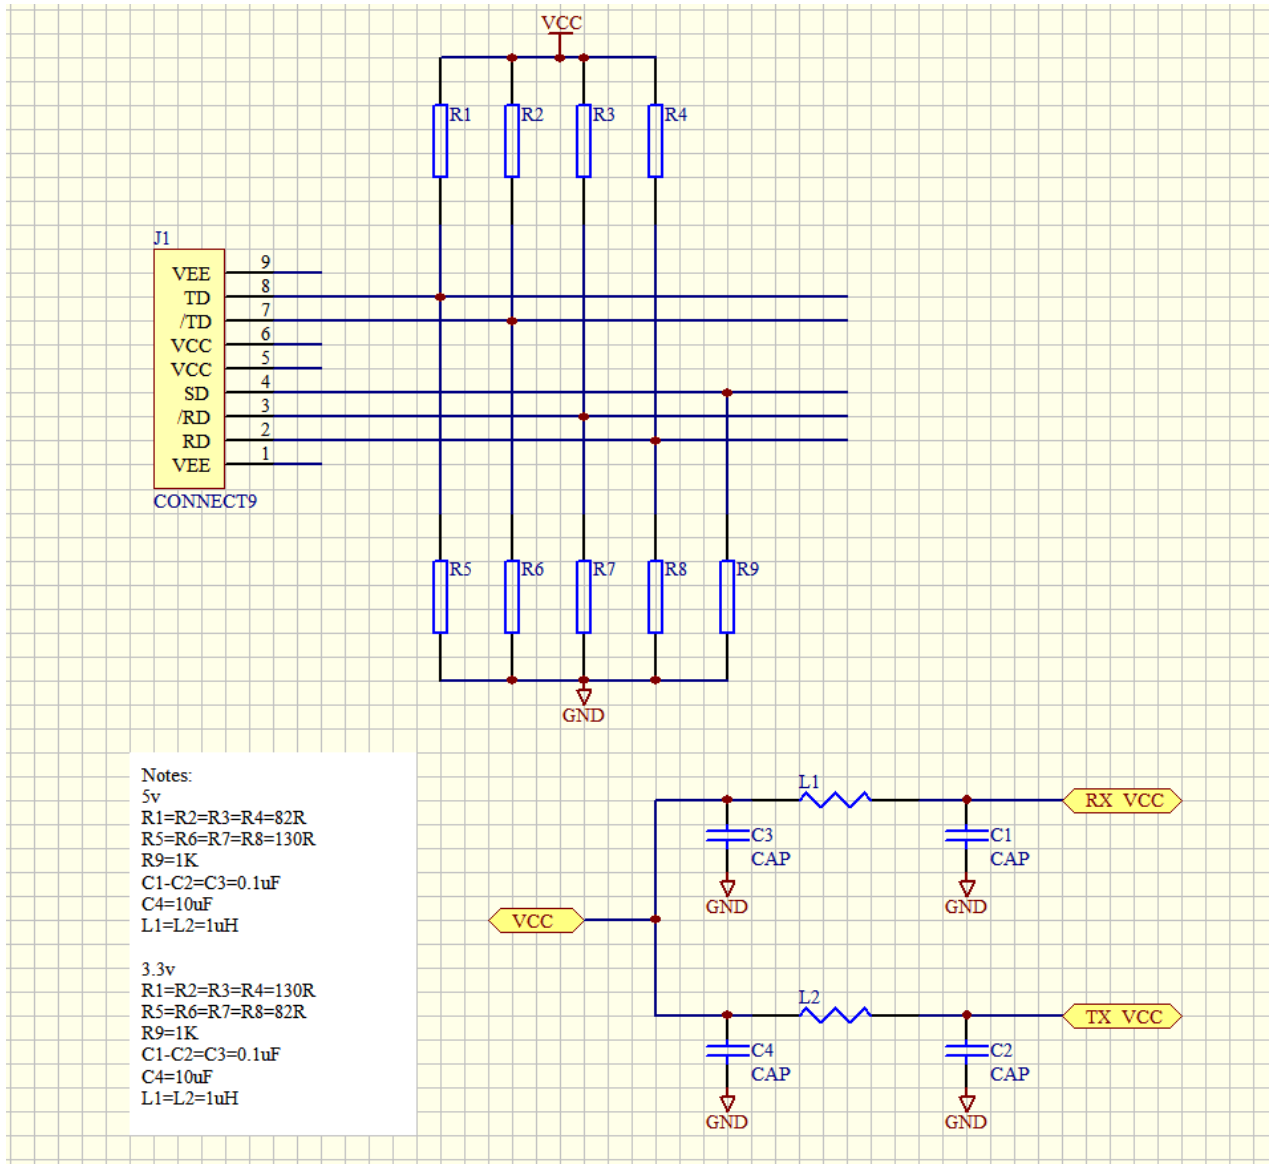 VCC
R1 R2 R3 R4
J1
VEE 9
TD 8
/TD 7
VCC 6
VCC 5
SD 4
/RD 3
RD 2
VEE 1
CONNECT9
R5 R6 R7 R8 R9
GND
Notes:
5v
R1=R2=R3=R4=82R
R5=R6=R7=R8=130R
R9=1K
C1-C2=C3=0.1uF
C4=10uF
L1=L2=1uH
3.3v
R1=R2=R3=R4=130R
R5=R6=R7=R8=82R
R9=1K
C1-C2=C3=0.1uF
C4=10uF
L1=L2=1uH
L1
RX VCC
C3 C1
CAP CAP
GND GND
VCC
L2
TX VCC
C4 C2
CAP CAP
GND GND